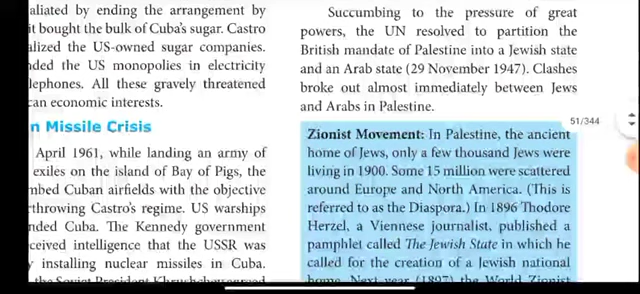 aliated by ending the arrangement by
it bought the bulk of Cuba's sugar. Castro
alized the US-owned sugar companies.
nded the US monopolies in electricity
lephones. All these gravely threatened
can economic interests.
n Missile Crisis
April 1961, while landing an army of
exiles on the island of Bay of Pigs, the
mbed Cuban airfields with the objective
rthrowing Castro's regime. US warships
nded Cuba. The Kennedy government
ceived intelligence that the USSR was
installing nuclear missiles in Cuba.
Succumbing to the pressure of great
powers, the UN resolved to partition the
British mandate of Palestine into a Jewish state
and an Arab state (29 November 1947). Clashes
broke out almost immediately between Jews
and Arabs in Palestine.
51/344
Zionist Movement: In Palestine, the ancient
home of Jews, only a few thousand Jews were
living in 1900. Some 15 million were scattered
around Europe and North America. (This is
referred to as the Diaspora.) In 1896 Thodore
Herzel, a Viennese journalist, published a
pamphlet called The Jewish State in which he
called for the creation of a Jewish national
home. Next year (1897) the World Zionist